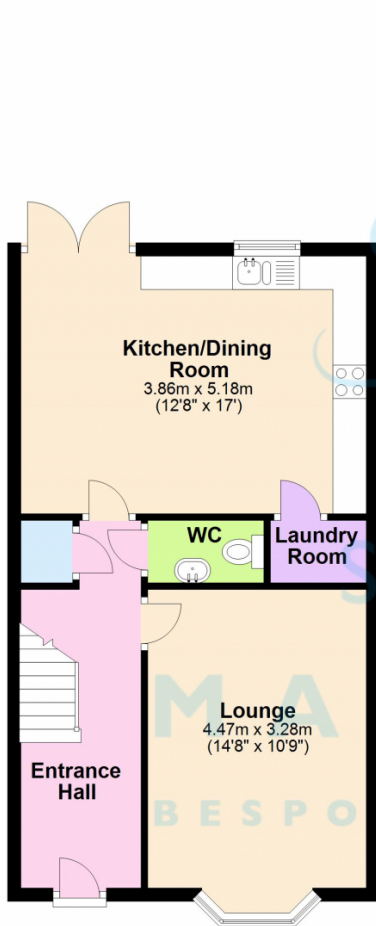 Kitchen/Dining
Room
3.86m x 5.18m
(12'8" x 17')
WC
Laundry
Room
Lounge
4.47m x 3.28m
(14'8" x 10'9")
Entrance
Hall
M A
B E S P O